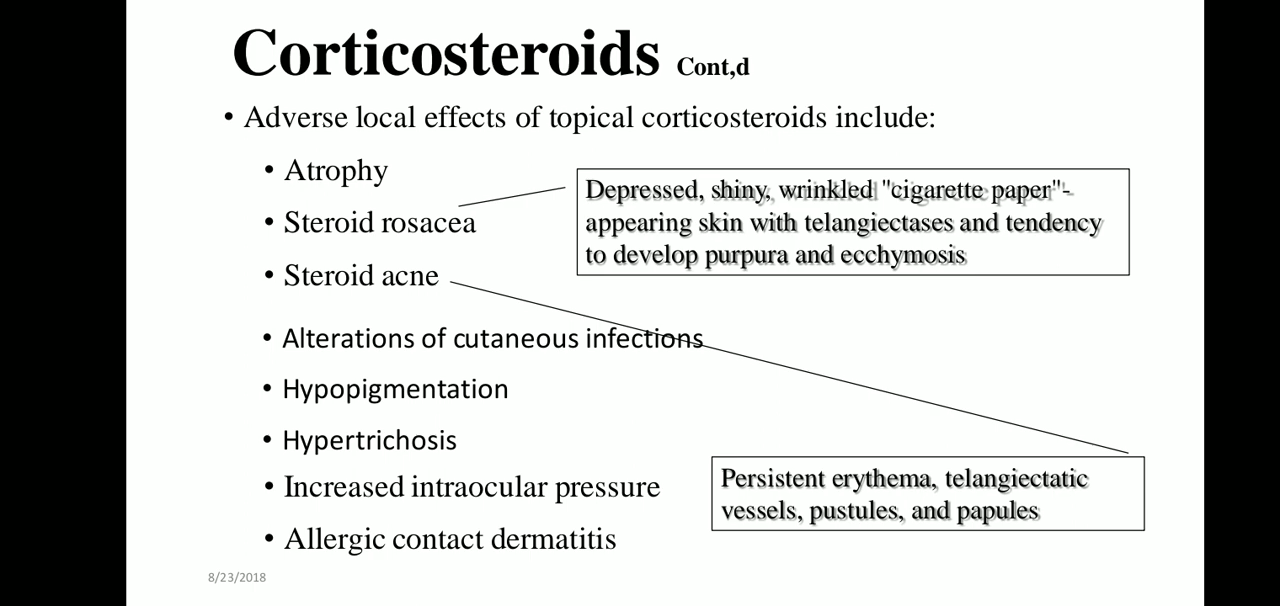 Corticosteroids Cont,d
• Adverse local effects of topical corticosteroids include:
• Atrophy
• Steroid rosacea
• Steroid acne
Depressed, shiny, wrinkled "cigarette paper"-
appearing skin with telangiectases and tendency
to develop purpura and ecchymosis
• Alterations of cutaneous infections
• Hypopigmentation
• Hypertrichosis
• Increased intraocular pressure
• Allergic contact dermatitis
Persistent erythema, telangiectatic
vessels, pustules, and papules
8/23/2018